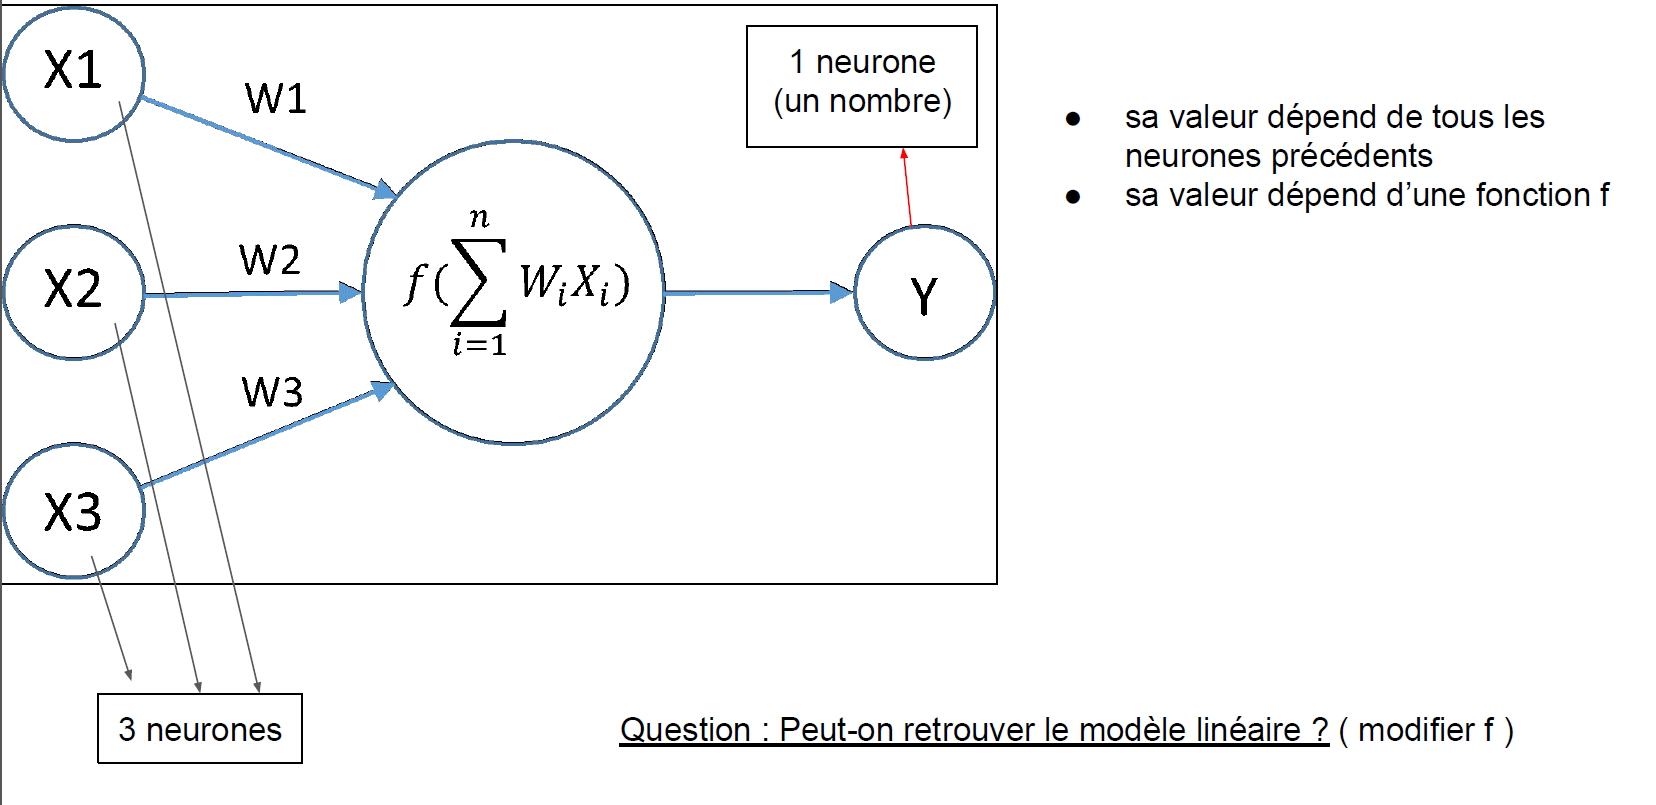 X1
W1
1 neurone
(un nombre)
● sa valeur dépend de tous les
neurones précédents
● sa valeur dépend d’une fonction f
X2
W2
f(∑_{i=1}^{n} W_i X_i)
Y
W3
X3
3 neurones
Question : Peut-on retrouver le modèle linéaire ? ( modifier f )